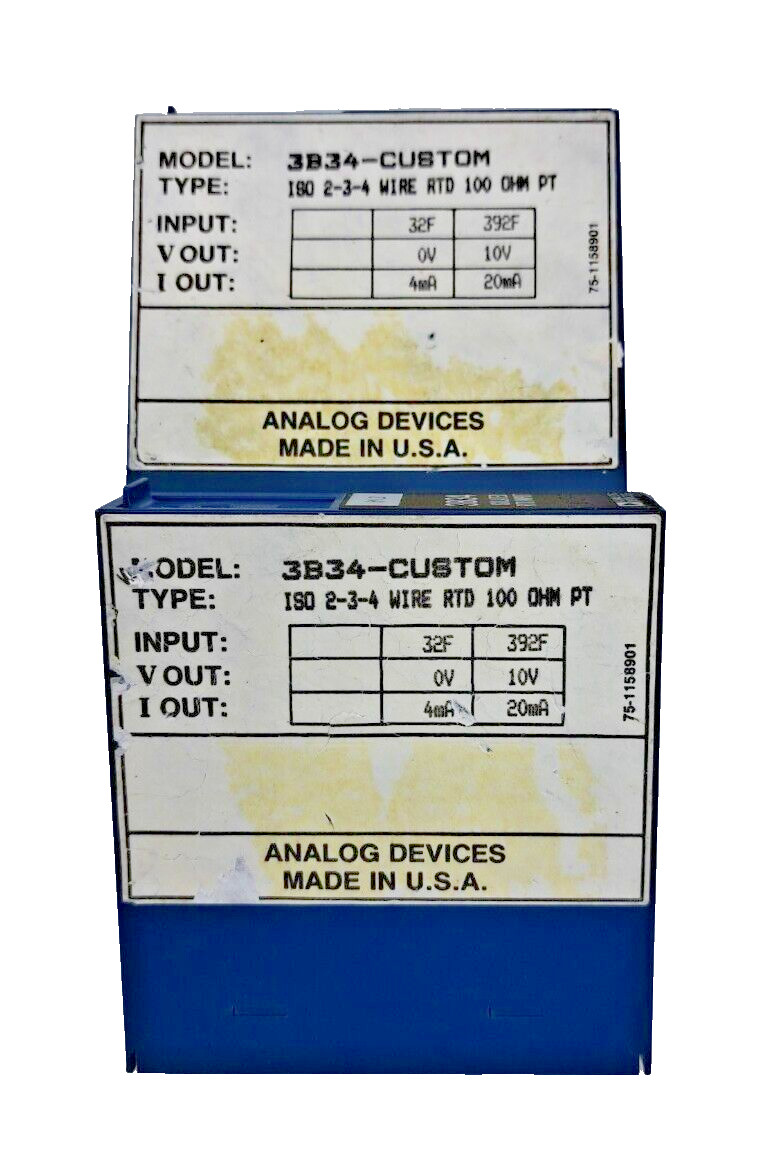 MODEL: 3B34-CUSTOM
TYPE: ISO 2-3-4 WIRE RTD 100 OHM PT
INPUT: 32F 392F
V OUT: 0V 10V
I OUT: 4mA 20mA
75-1158901
ANALOG DEVICES
MADE IN U.S.A.
3B34
MODEL: 3B34-CUSTOM
TYPE: ISO 2-3-4 WIRE RTD 100 OHM PT
INPUT: 32F 392F
V OUT: 0V 10V
I OUT: 4mA 20mA
75-1158901
ANALOG DEVICES
MADE IN U.S.A.